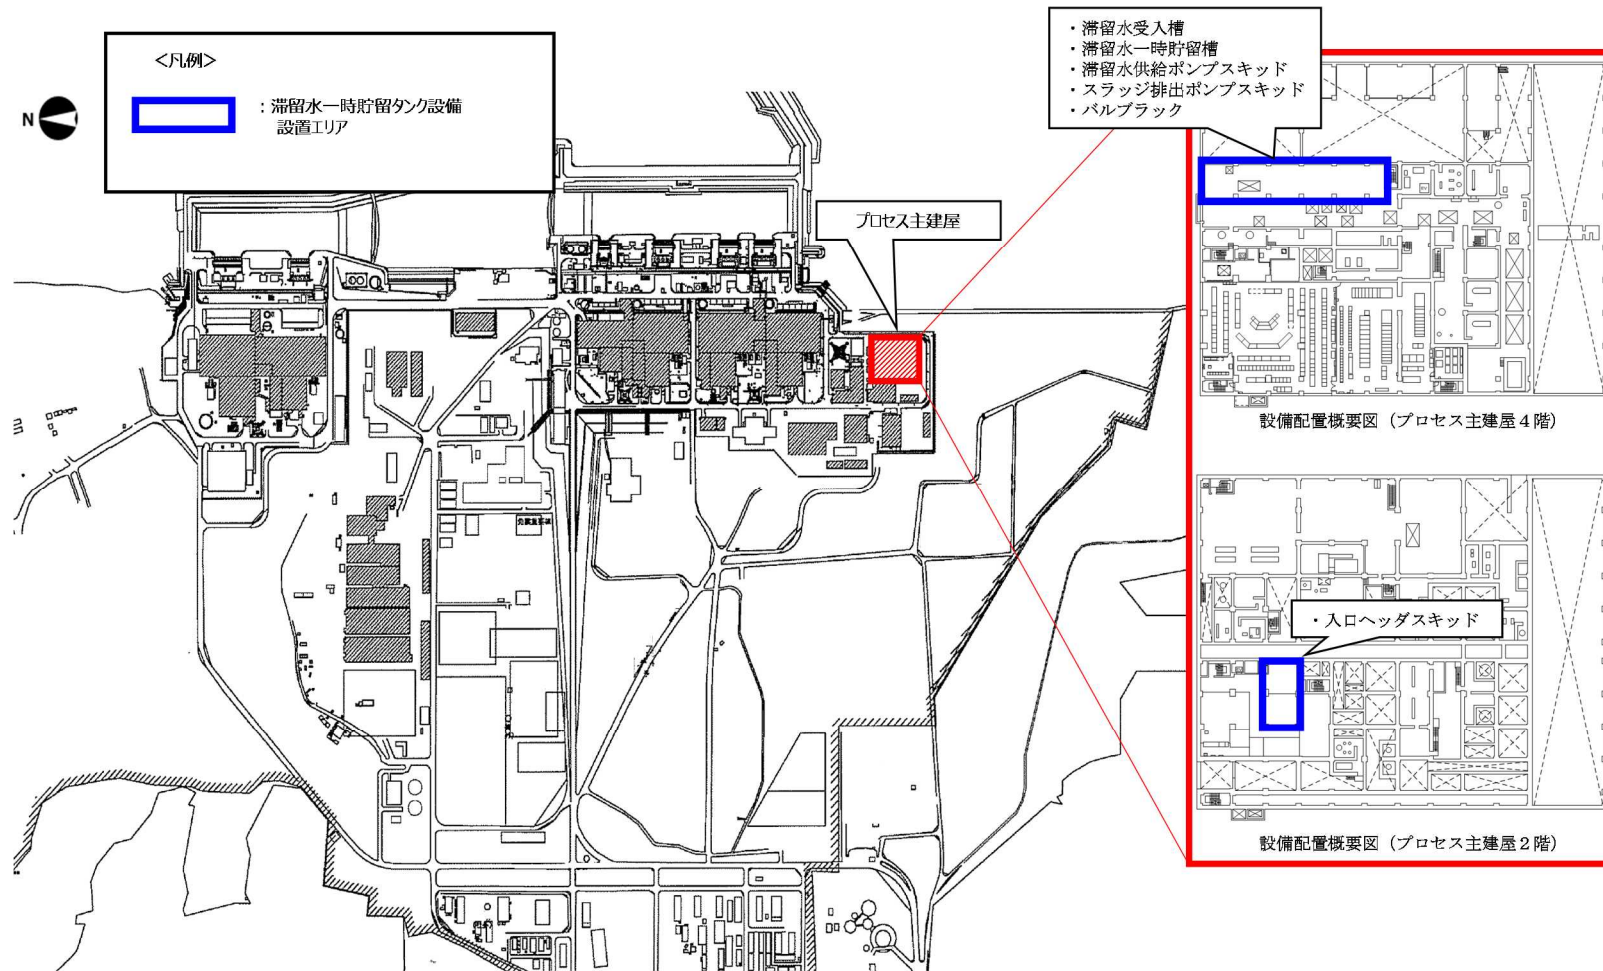 <凡例>
：滞留水一時貯留タンク設備
設置エリア
N
プロセス主建屋
・滞留水受入槽
・滞留水一時貯留槽
・滞留水供給ポンプスキッド
・スラッジ排出ポンプスキッド
・バルブラック
設備配置概要図（プロセス主建屋４階）
・入口ヘッダスキッド
設備配置概要図（プロセス主建屋２階）